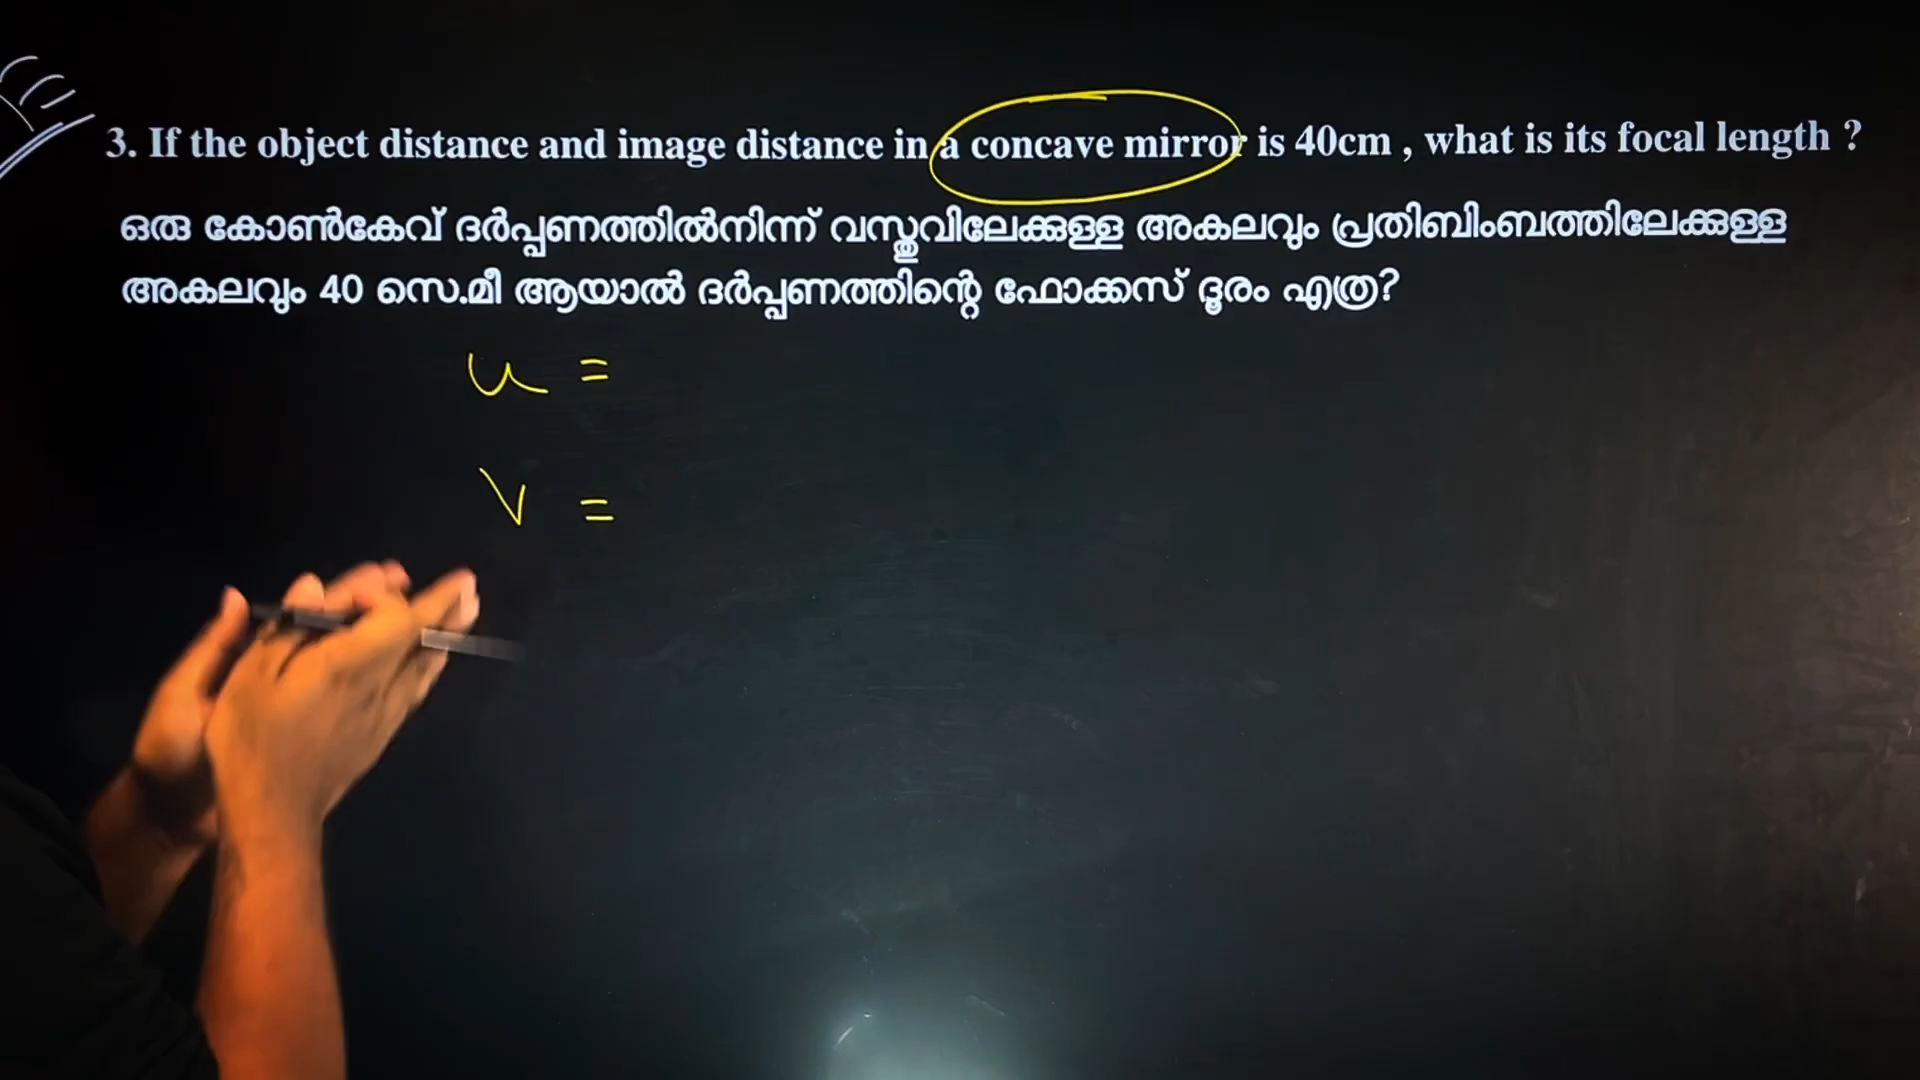 3. If the object distance and image distance in a concave mirror is 40cm , what is its focal length ?
ഒരു കോൺകേവ് ദർപ്പണത്തിൽനിന്ന് വസ്തുവിലേക്കുള്ള അകലവും പ്രതിബിംബത്തിലേക്കുള്ള
അകലവും 40 സെ.മീ ആയാൽ ദർപ്പണത്തിന്റെ ഫോക്കസ് ദൂരം എത്ര?
u =
v =